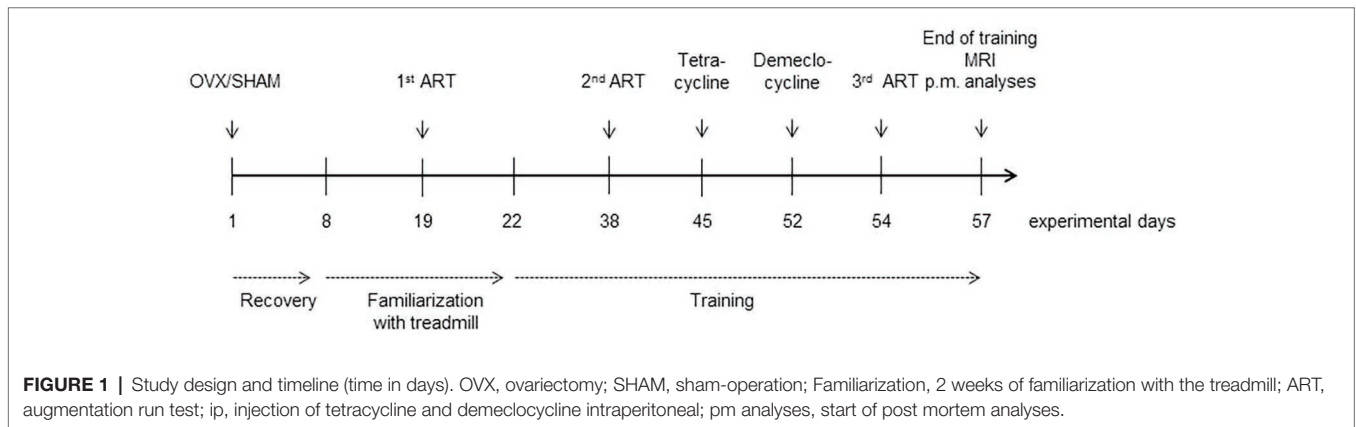 End of training
Tetra- Demeclo- MRI
OVX/SHAM 1st ART 2nd ART cycline cycline 3rd ART p.m. analyses
1 8 19 22 38 45 52 54 57 experimental days
Recovery Familiarization Training
with treadmill
FIGURE 1 | Study design and timeline (time in days). OVX, ovariectomy; SHAM, sham-operation; Familiarization, 2 weeks of familiarization with the treadmill; ART,
augmentation run test; ip, injection of tetracycline and demeclocycline intraperitoneal; pm analyses, start of post mortem analyses.